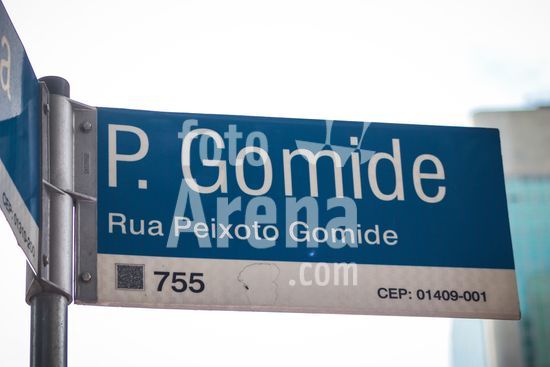 P. Gomide
Rua Peixoto Gomide
755
CEP: 01409-001
foto
Arena
.com
a